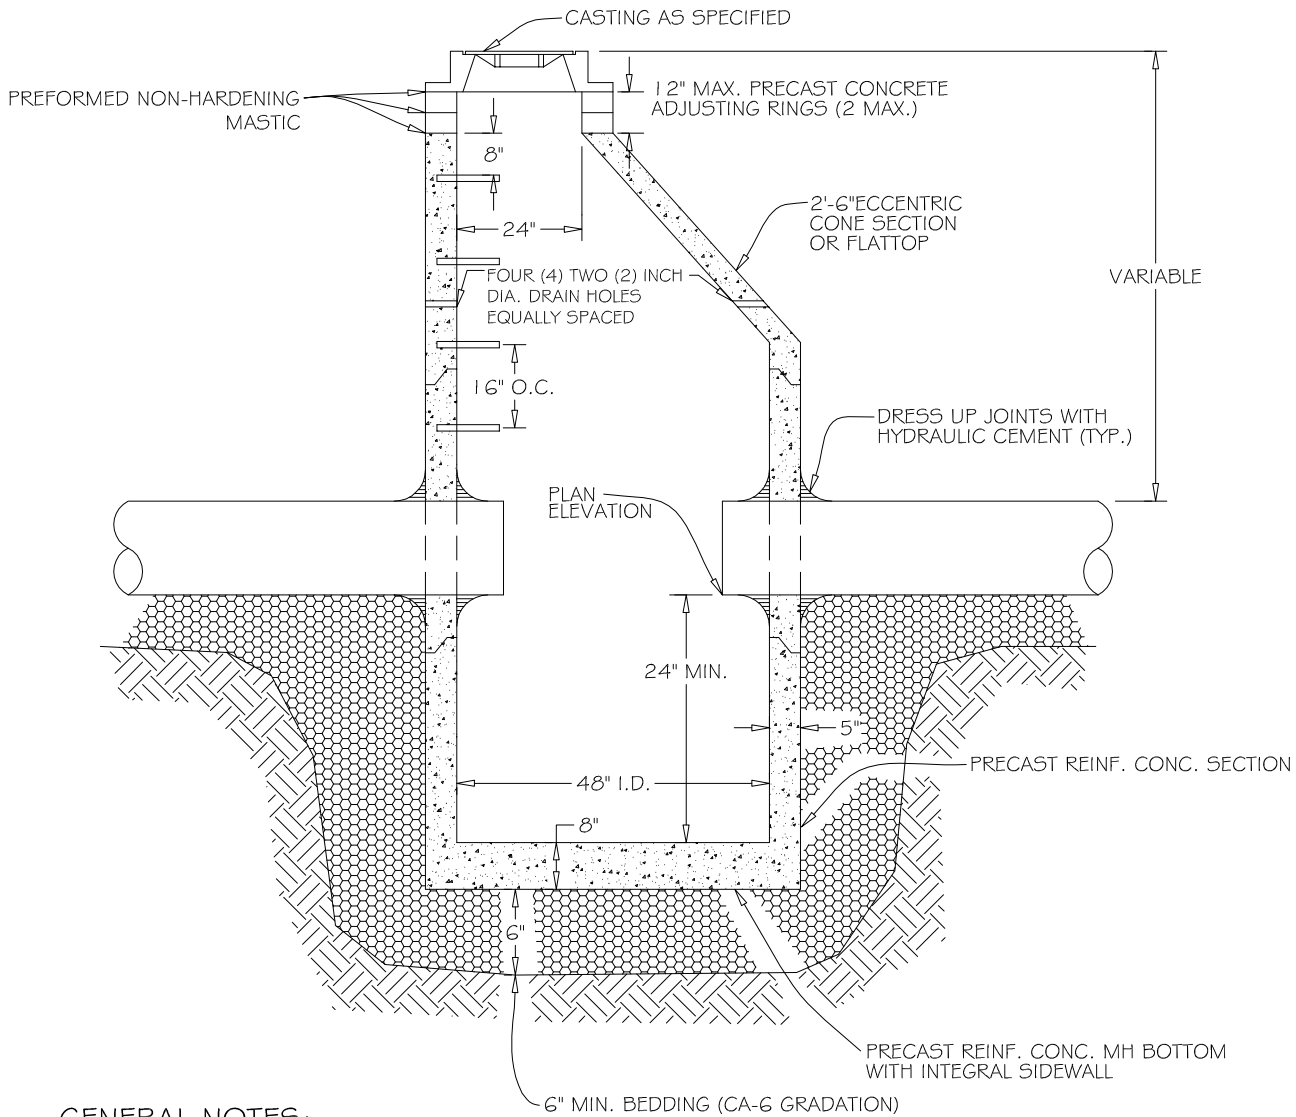 CASTING AS SPECIFIED
PREFORMED NON-HARDENING
MASTIC
12" MAX. PRECAST CONCRETE
ADJUSTING RINGS (2 MAX.)
8"
2'-6"ECCENTRIC
CONE SECTION
OR FLATTOP
24"
VARIABLE
FOUR (4) TWO (2) INCH
DIA. DRAIN HOLES
EQUALLY SPACED
16" O.C.
DRESS UP JOINTS WITH
HYDRAULIC CEMENT (TYP.)
PLAN
ELEVATION
24" MIN.
5"
PRECAST REINF. CONC. SECTION
48" I.D.
8"
6"
PRECAST REINF. CONC. MH BOTTOM
WITH INTEGRAL SIDEWALL
6" MIN. BEDDING (CA-6 GRADATION)
GENERAL NOTES: